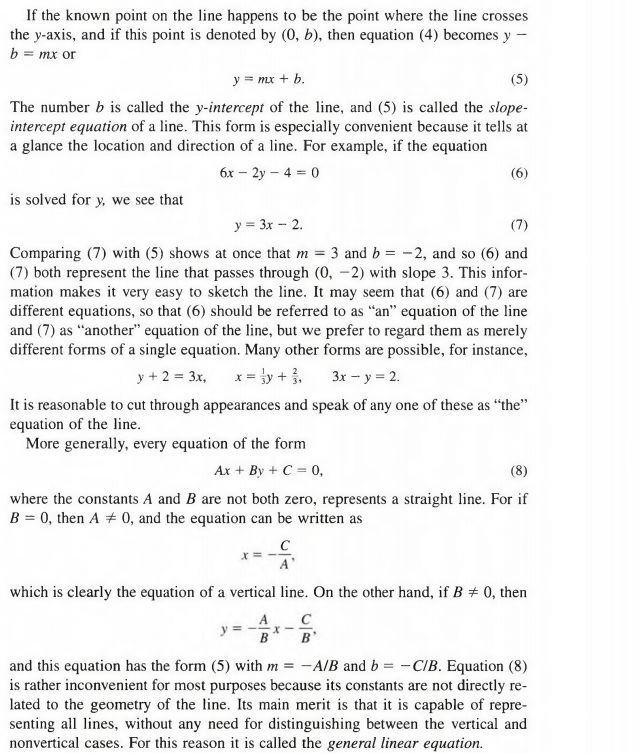 If the known point on the line happens to be the point where the line crosses
the y-axis, and if this point is denoted by (0, b), then equation (4) becomes y −
b = mx or
y = mx + b. (5)
The number b is called the y-intercept of the line, and (5) is called the slope-
intercept equation of a line. This form is especially convenient because it tells at
a glance the location and direction of a line. For example, if the equation
6x − 2y − 4 = 0 (6)
is solved for y, we see that
y = 3x − 2. (7)
Comparing (7) with (5) shows at once that m = 3 and b = −2, and so (6) and
(7) both represent the line that passes through (0, −2) with slope 3. This infor-
mation makes it very easy to sketch the line. It may seem that (6) and (7) are
different equations, so that (6) should be referred to as “an” equation of the line
and (7) as “another” equation of the line, but we prefer to regard them as merely
different forms of a single equation. Many other forms are possible, for instance,
y + 2 = 3x, x = 1/3 y + 2/3, 3x − y = 2.
It is reasonable to cut through appearances and speak of any one of these as “the”
equation of the line.
More generally, every equation of the form
Ax + By + C = 0, (8)
where the constants A and B are not both zero, represents a straight line. For if
B = 0, then A ≠ 0, and the equation can be written as
x = −C/A,
which is clearly the equation of a vertical line. On the other hand, if B ≠ 0, then
y = −A/B x − C/B,
and this equation has the form (5) with m = −A/B and b = −C/B. Equation (8)
is rather inconvenient for most purposes because its constants are not directly re-
lated to the geometry of the line. Its main merit is that it is capable of repre-
senting all lines, without any need for distinguishing between the vertical and
nonvertical cases. For this reason it is called the general linear equation.